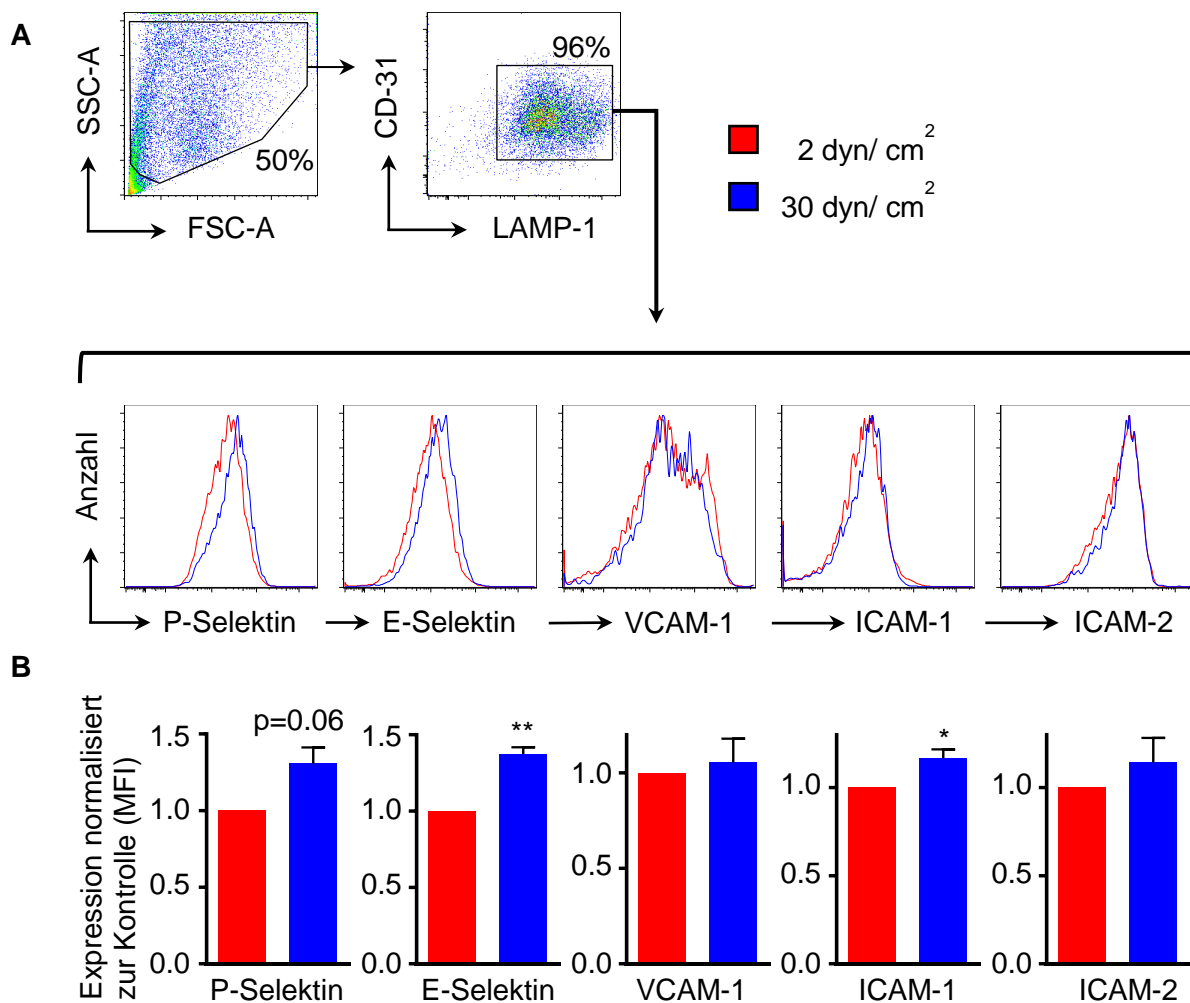 A
SSC-A
50%
FSC-A
CD-31
96%
LAMP-1
2 dyn/ cm²
30 dyn/ cm²
Anzahl
P-Selektin
E-Selektin
VCAM-1
ICAM-1
ICAM-2
B
Expression normalisiert
zur Kontrolle (MFI)
1.5
1.0
0.5
0.0
p=0.06
P-Selektin
1.5
1.0
0.5
0.0
**
E-Selektin
1.0
0.5
0.0
VCAM-1
1.0
0.5
0.0
*
ICAM-1
1.0
0.5
0.0
ICAM-2